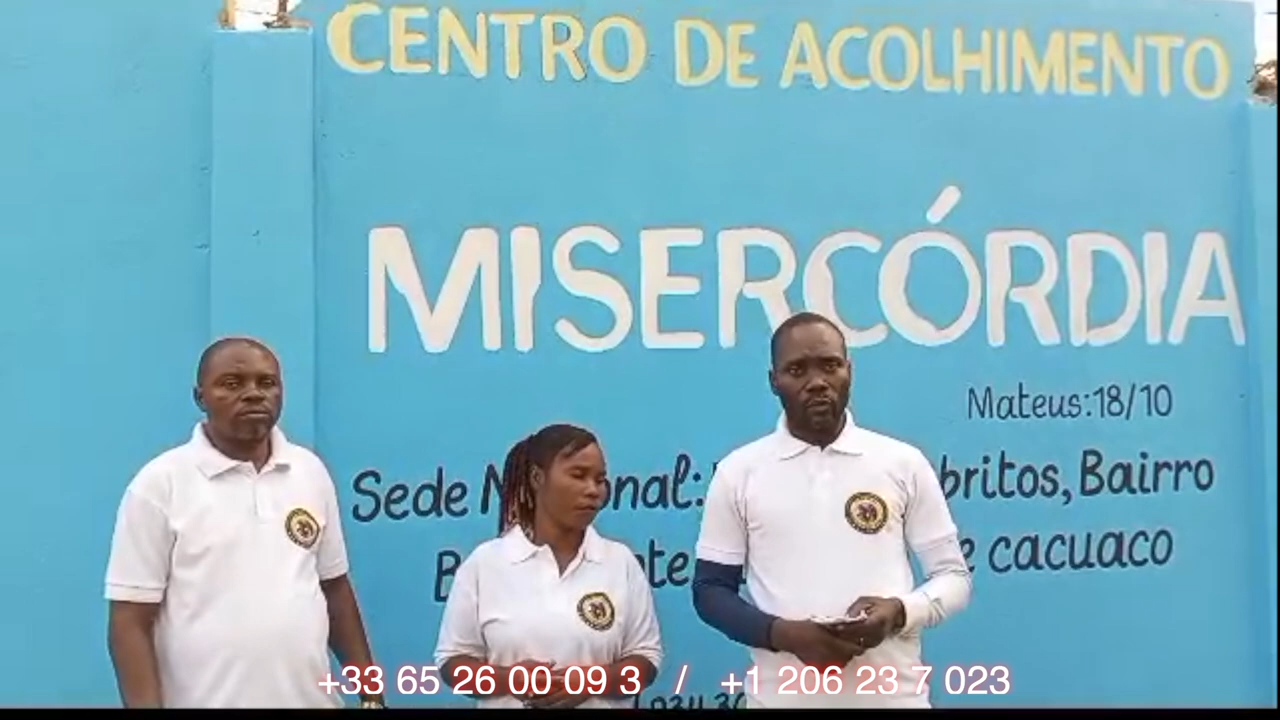 CENTRO DE ACOLHIMENTO
MISERCÓRDIA
Mateus:18/10
Sede britos, Bairro
cacuaco
+33 65 26 00 09 3 / +1 206 23 7 023